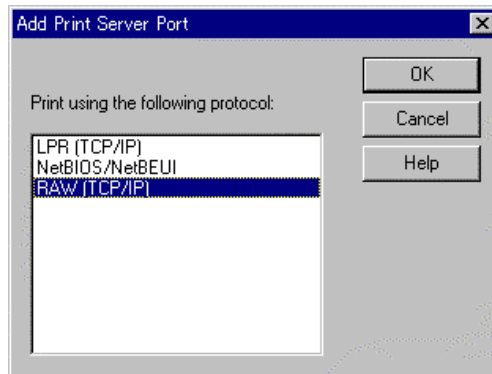 Add Print Server Port
OK
Print using the following protocol:
Cancel
LPR (TCP/IP)
NetBIOS/NetBEUI
Help
RAW (TCP/IP)